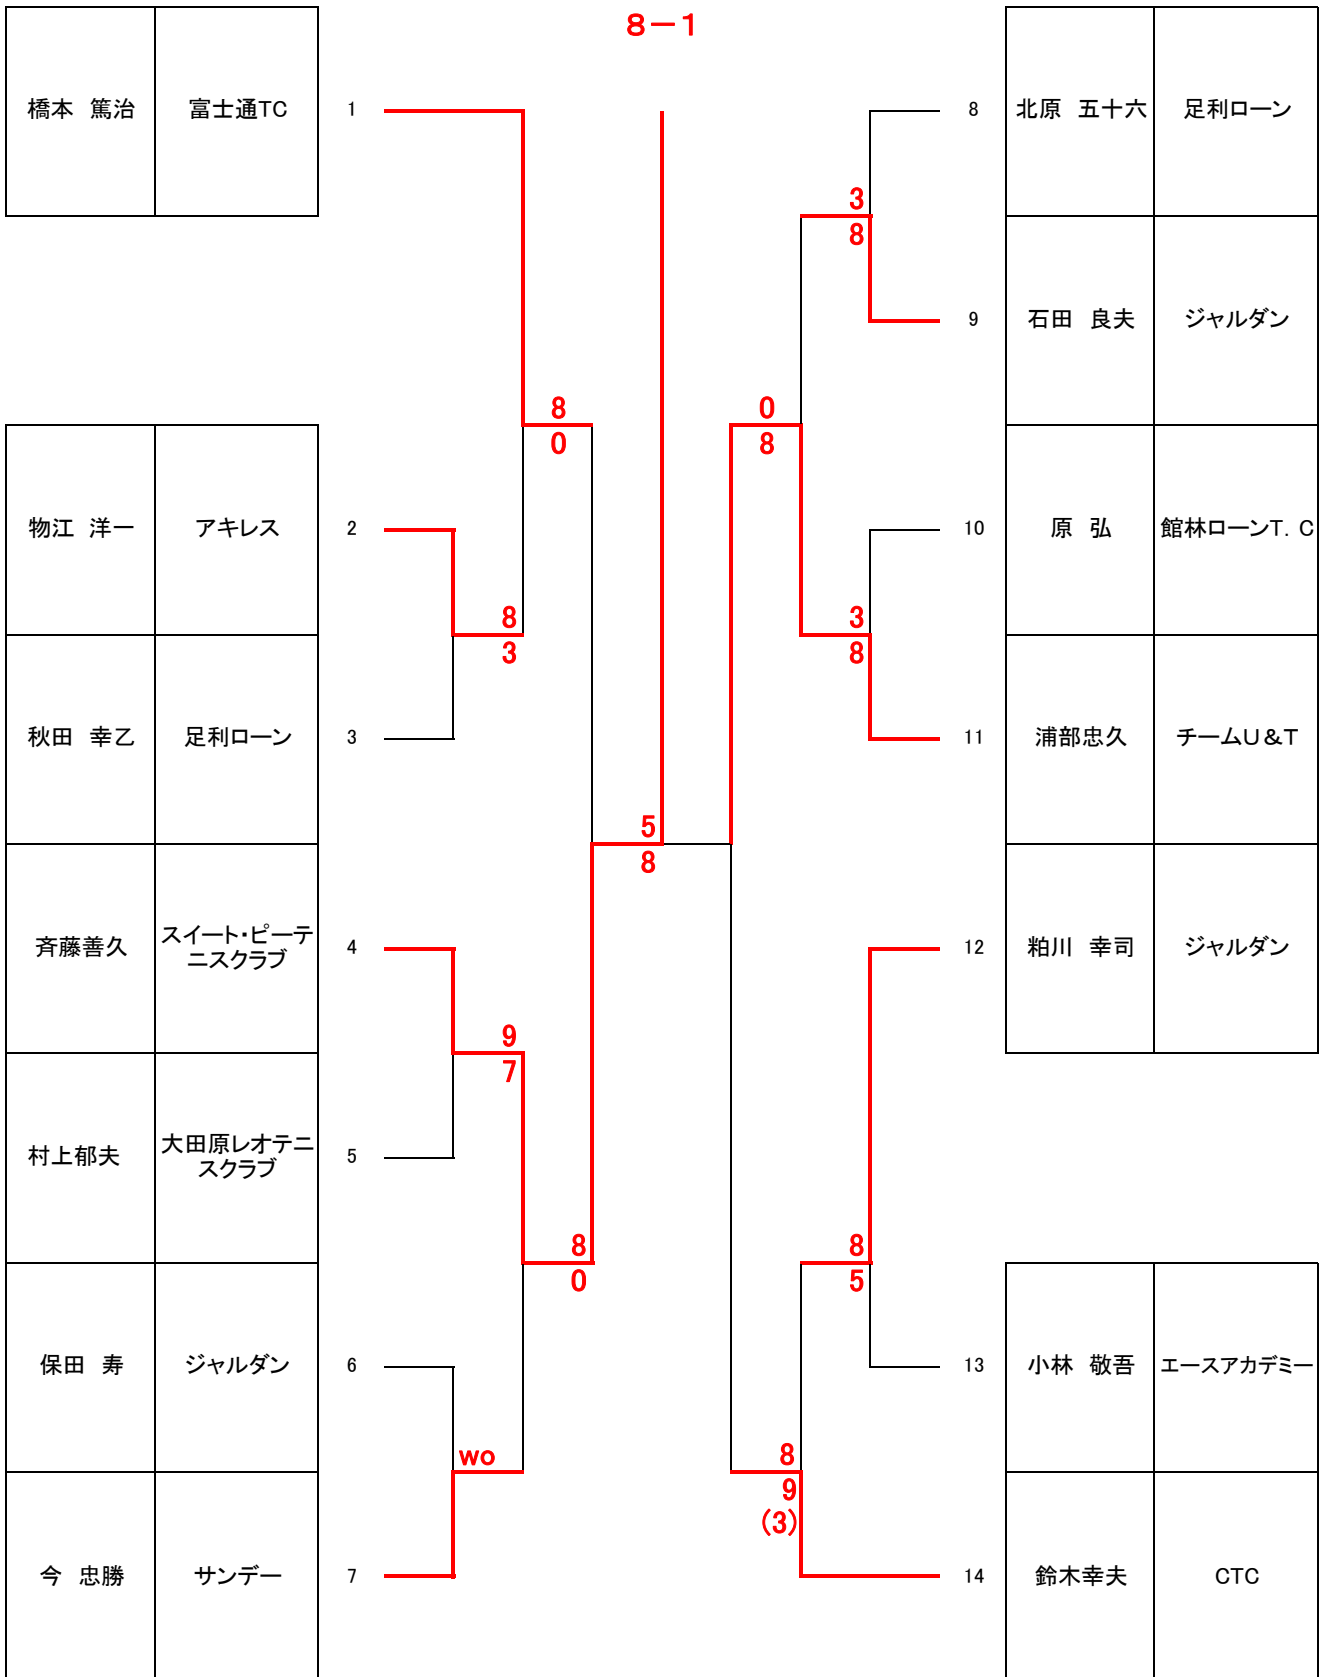 8－1
橋本　篤治
富士通TC
1
物江　洋一
アキレス
2
秋田　幸乙
足利ローン
3
斉藤善久
スイート・ピーテ
ニスクラブ
4
村上郁夫
大田原レオテニ
スクラブ
5
保田　寿
ジャルダン
6
今　忠勝
サンデー
7
8
0
8
3
9
7
8
0
wo
5
8
3
8
0
8
3
8
8
5
8
9
(3)
8
北原　五十六
足利ローン
9
石田　良夫
ジャルダン
10
原　弘
館林ローンT．C
11
浦部忠久
チームU＆T
12
粕川　幸司
ジャルダン
13
小林　敬吾
エースアカデミー
14
鈴木幸夫
CTC